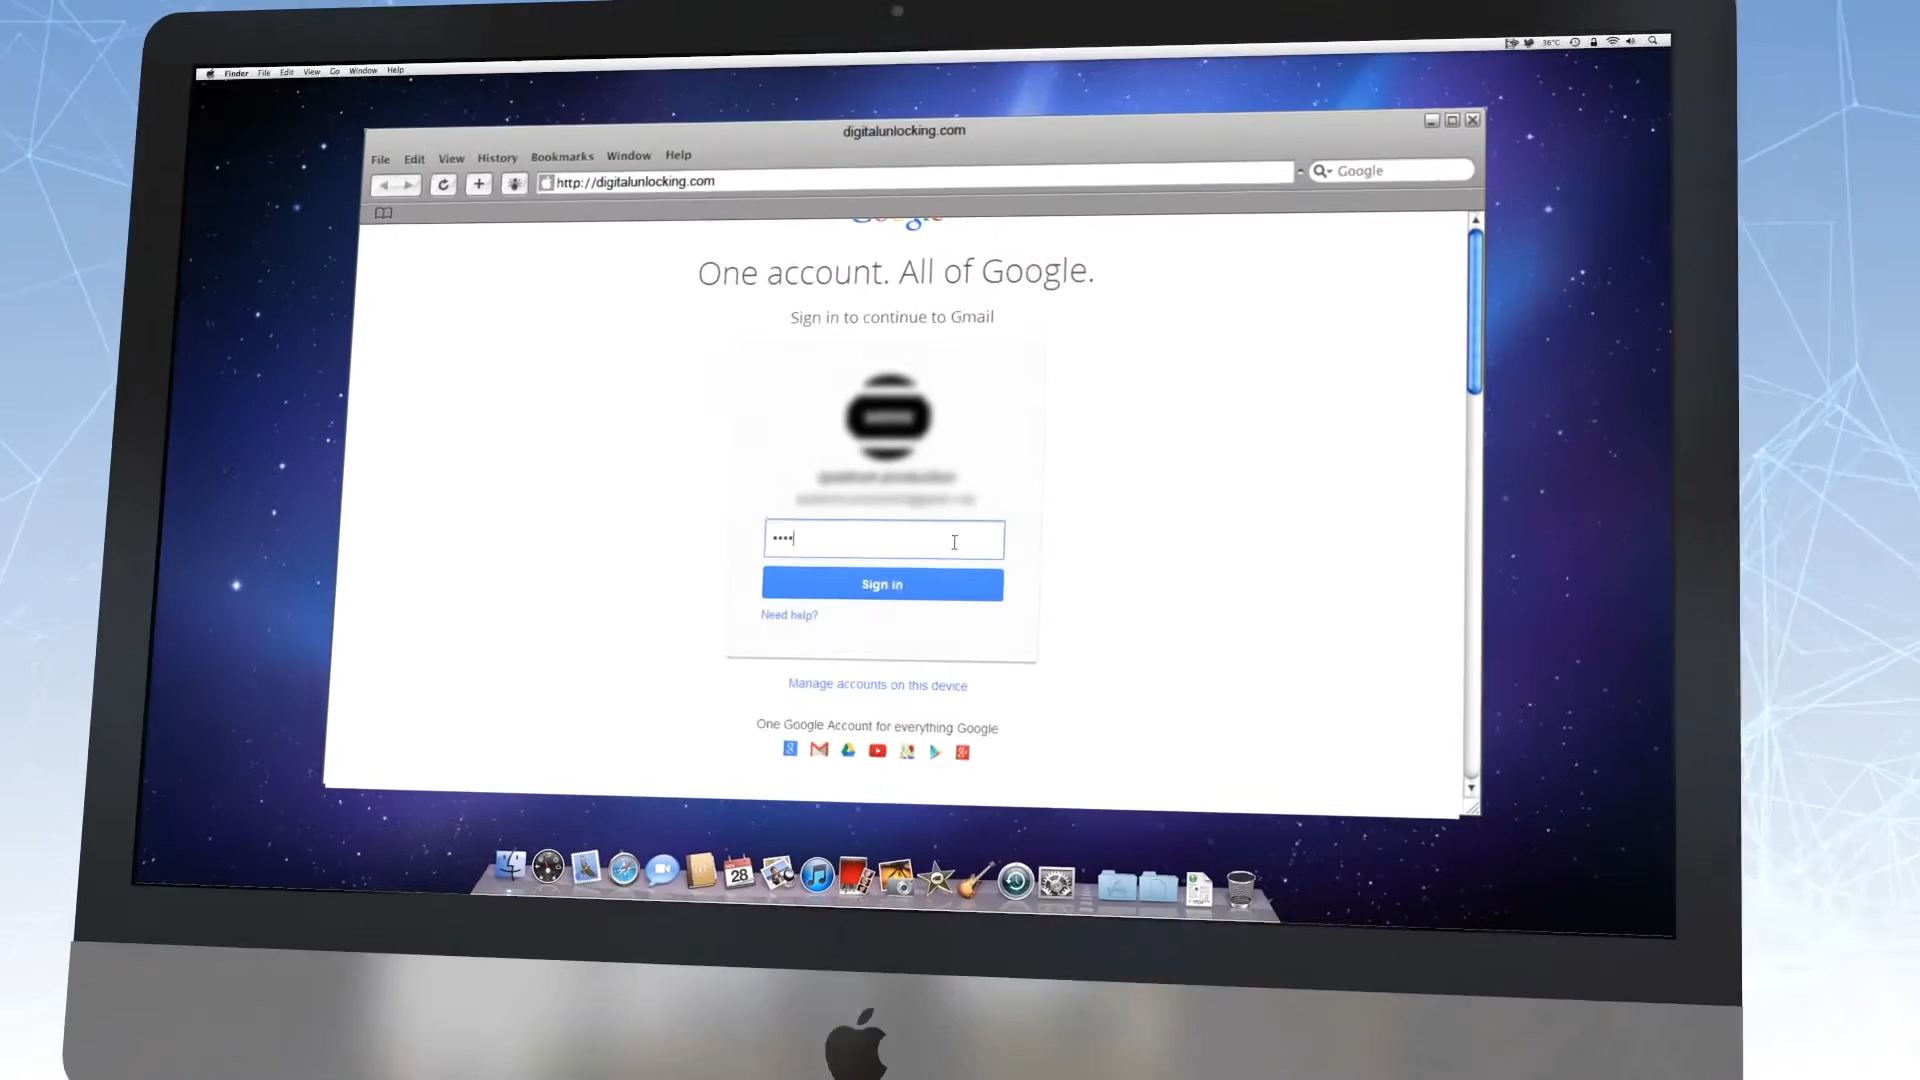 Finder File Edit View Go Window Help
36°C
digitalunlocking.com
File Edit View History Bookmarks Window Help
http://digitalunlocking.com
Google
Google
One account. All of Google.
Sign in to continue to Gmail
••••
Sign in
Need help?
Manage accounts on this device
One Google Account for everything Google
28